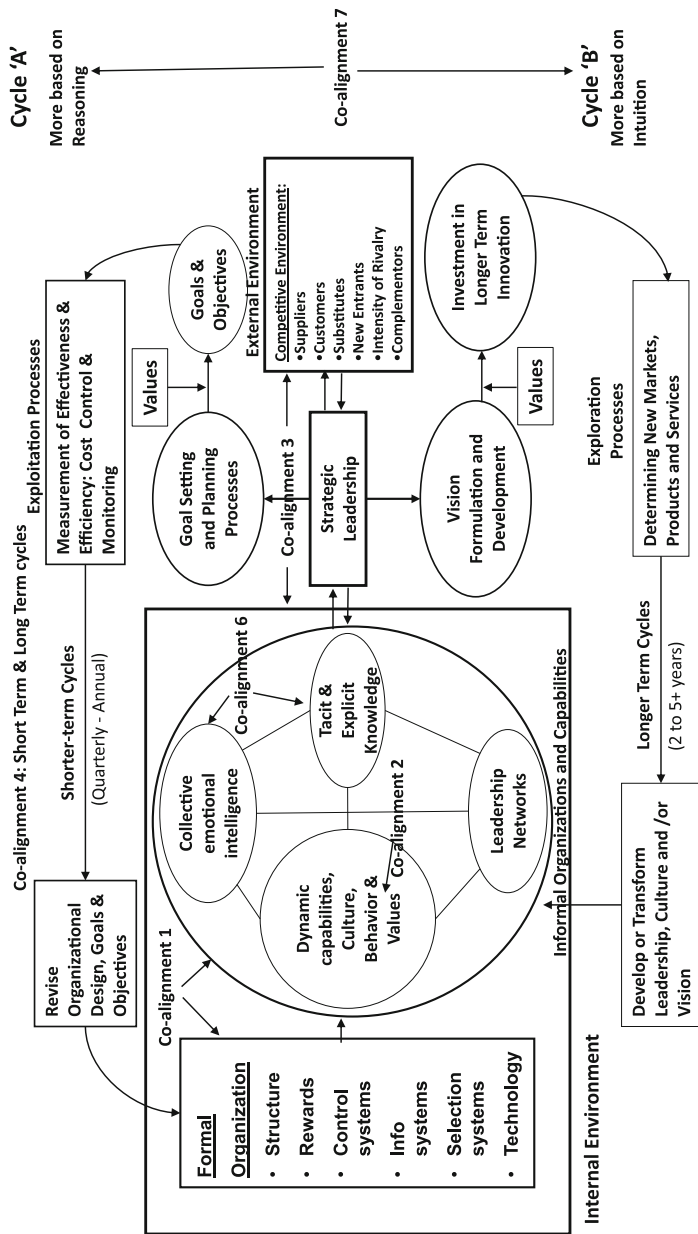 Cycle 'A'
More based on
Reasoning
Co-alignment 7
Cycle 'B'
More based on
Intuition
Co-alignment 4: Short Term & Long Term cycles
Exploitation Processes
Revise
Organizational
Design, Goals &
Objectives
Shorter-term Cycles
(Quarterly - Annual)
Measurement of Effectiveness &
Efficiency: Cost Control &
Monitoring
Values
Goal Setting
and Planning
Processes
Goals &
Objectives
External Environment
Competitive Environment:
•Suppliers
•Customers
•Substitutes
•New Entrants
•Intensity of Rivalry
•Complementors
Co-alignment 3
Strategic
Leadership
Co-alignment 1
Formal
Organization
• Structure
• Rewards
• Control
systems
• Info
systems
• Selection
systems
• Technology
Collective
emotional
intelligence
Co-alignment 6
Tacit &
Explicit
Knowledge
Dynamic
capabilities,
Culture,
Behavior &
Values
Co-alignment 2
Leadership
Networks
Informal Organizations and Capabilities
Internal Environment
Vision
Formulation and
Development
Values
Investment in
Longer Term
Innovation
Exploration
Processes
Develop or Transform
Leadership, Culture and /or
Vision
Longer Term Cycles
(2 to 5+ years)
Determining New Markets,
Products and Services